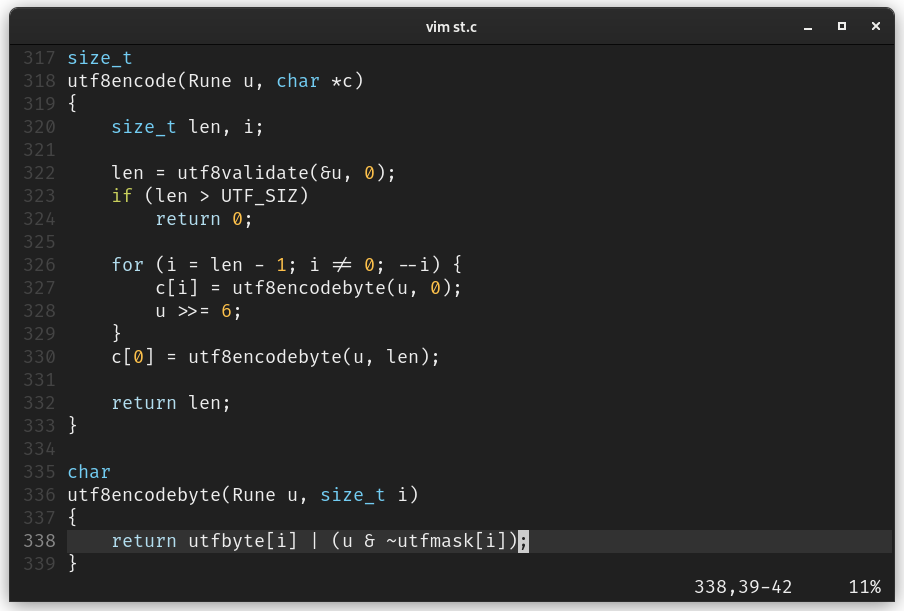 vim st.c
317 size_t
318 utf8encode(Rune u, char *c)
319 {
320     size_t len, i;
321
322     len = utf8validate(&u, 0);
323     if (len > UTF_SIZ)
324         return 0;
325
326     for (i = len - 1; i != 0; --i) {
327         c[i] = utf8encodebyte(u, 0);
328         u >>= 6;
329     }
330     c[0] = utf8encodebyte(u, len);
331
332     return len;
333 }
334
335 char
336 utf8encodebyte(Rune u, size_t i)
337 {
338     return utfbyte[i] | (u & ~utfmask[i]);
339 }
338,39-42 11%